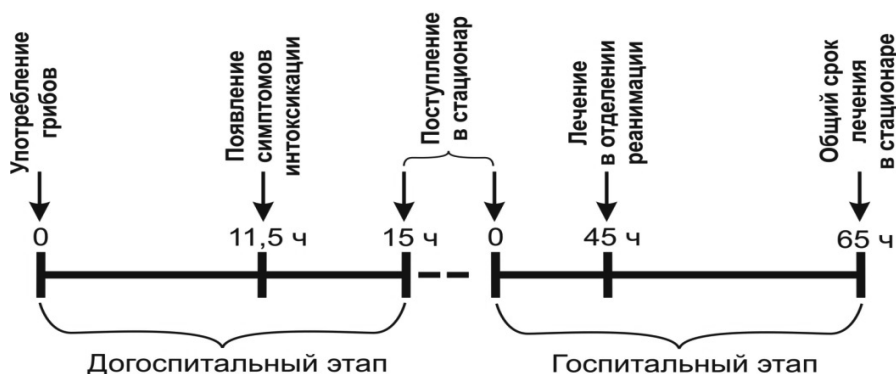 Употребление
грибов
Появление
симптомов
интоксикации
Поступление
в стационар
Лечение
в отделении
реанимации
Общий срок
лечения
в стационаре
0
11,5 ч
15 ч
0
45 ч
65 ч
Догоспитальный этап
Госпитальный этап